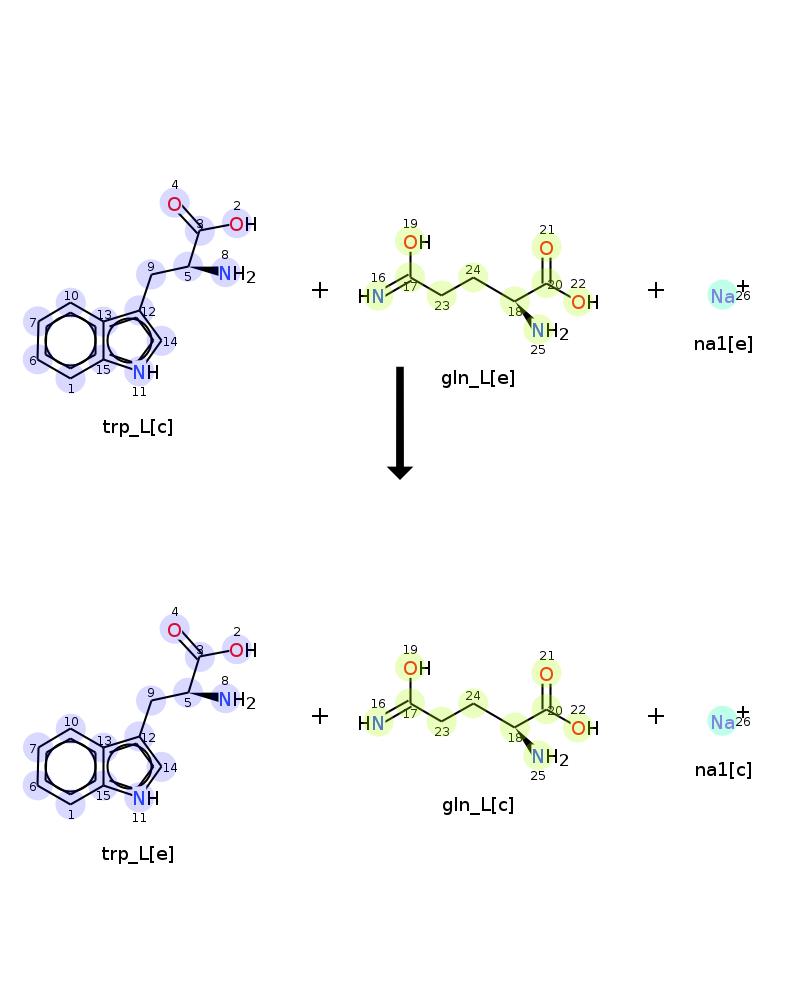 4
O
3
2
OH
8
NH2
9
5
10
7
13
12
14
6
15
NH
1
11
trp_L[c]
+
19
OH
16
HN
17
23
24
18
21
O
20
22
OH
NH2
25
gln_L[e]
+
Na+
26
na1[e]
4
O
3
2
OH
8
NH2
9
5
10
7
13
12
14
6
15
NH
1
11
trp_L[e]
+
19
OH
16
HN
17
23
24
18
21
O
20
22
OH
NH2
25
gln_L[c]
+
Na+
26
na1[c]